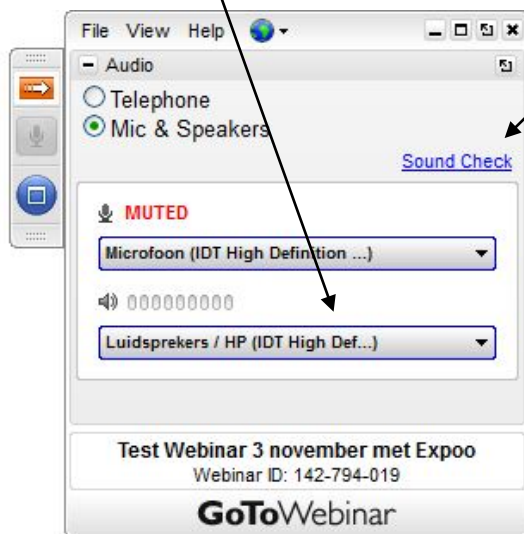 File View Help
Audio
Telephone
Mic & Speakers
Sound Check
MUTED
Microfoon (IDT High Definition ...)
Luidsprekers / HP (IDT High Def...)
Test Webinar 3 november met Expoo
Webinar ID: 142-794-019
GoToWebinar